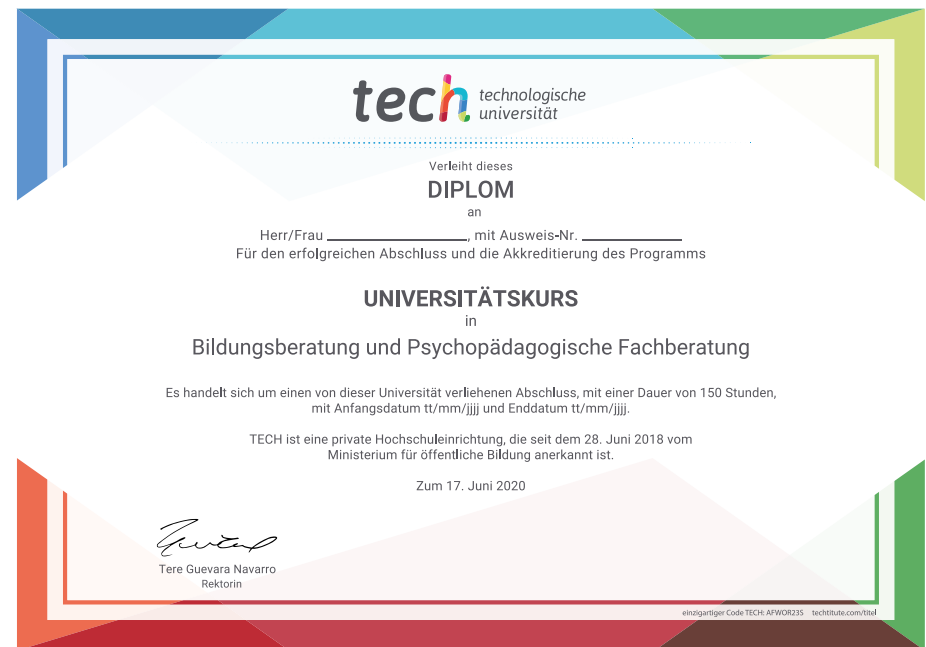 tech technologische
universität
Verleiht dieses
DIPLOM
an
Herr/Frau ____________, mit Ausweis-Nr. ____________
Für den erfolgreichen Abschluss und die Akkreditierung des Programms
UNIVERSITÄTSKURS
in
Bildungsberatung und Psychopädagogische Fachberatung
Es handelt sich um einen von dieser Universität verliehenen Abschluss, mit einer Dauer von 150 Stunden,
mit Anfangsdatum tt/mm/jjjj und Enddatum tt/mm/jjjj.
TECH ist eine private Hochschuleinrichtung, die seit dem 28. Juni 2018 vom
Ministerium für öffentliche Bildung anerkannt ist.
Zum 17. Juni 2020
Tere Guevara Navarro
Rektorin
einzigartiger Code TECH: AFWOR23S techtitute.com/titel